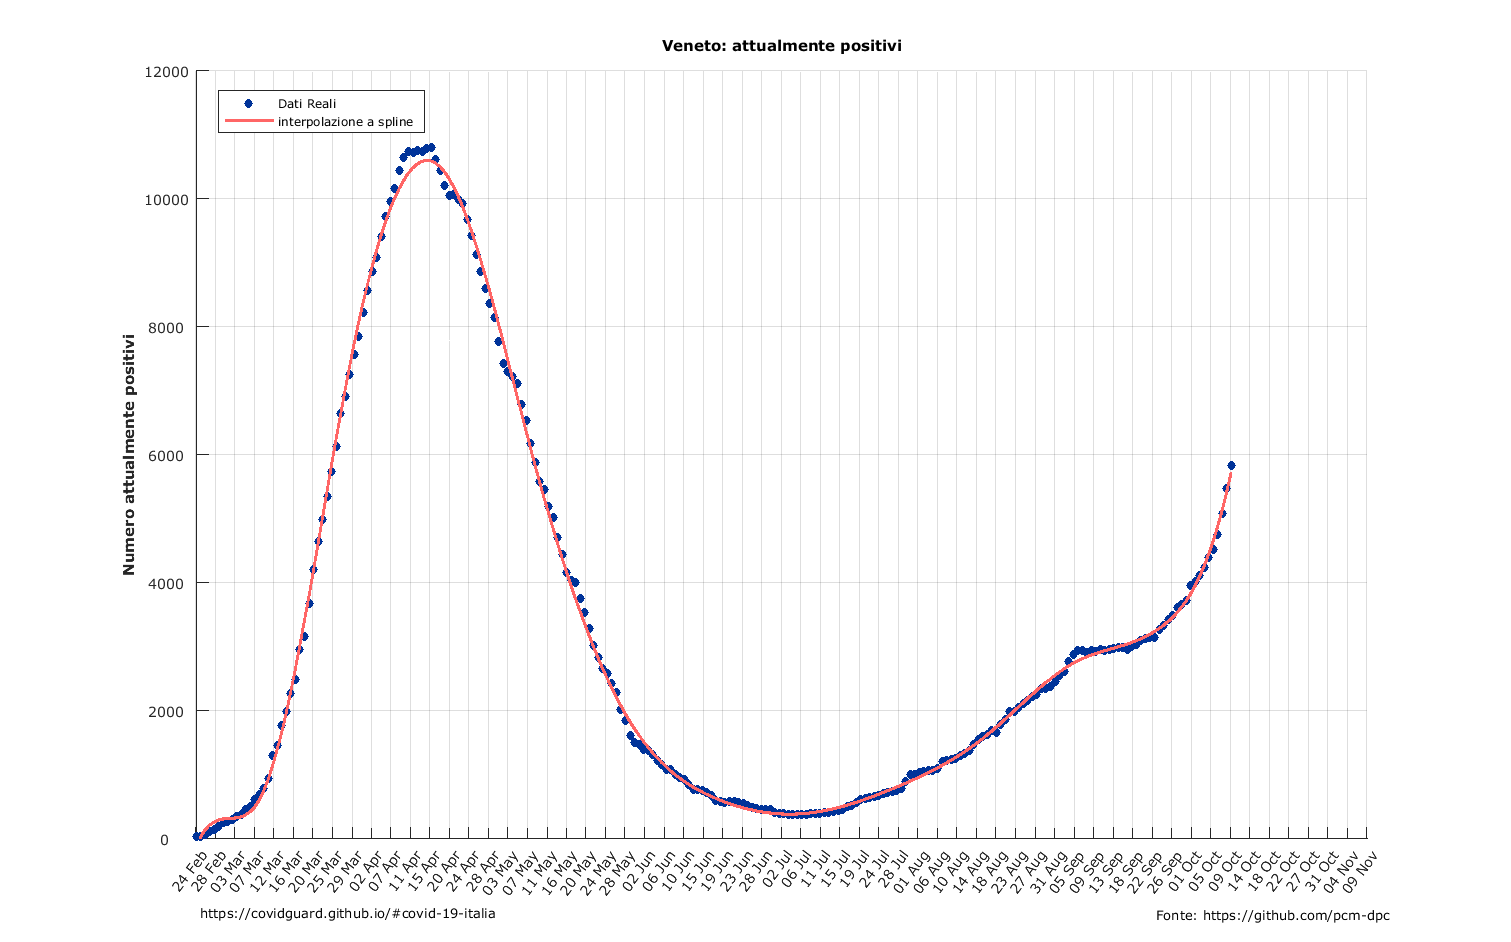 Veneto: attualmente positivi
Dati Reali
interpolazione a spline
Numero attualmente positivi
12000
10000
8000
6000
4000
2000
0
24 Feb
28 Feb
03 Mar
07 Mar
12 Mar
16 Mar
20 Mar
25 Mar
29 Mar
02 Apr
07 Apr
11 Apr
15 Apr
20 Apr
24 Apr
28 Apr
03 May
07 May
11 May
16 May
20 May
24 May
28 May
02 Jun
06 Jun
10 Jun
15 Jun
19 Jun
23 Jun
28 Jun
02 Jul
06 Jul
11 Jul
15 Jul
19 Jul
24 Jul
28 Jul
01 Aug
06 Aug
10 Aug
14 Aug
18 Aug
23 Aug
27 Aug
31 Aug
05 Sep
09 Sep
13 Sep
18 Sep
22 Sep
26 Sep
01 Oct
05 Oct
09 Oct
14 Oct
18 Oct
22 Oct
27 Oct
31 Oct
04 Nov
09 Nov
https://covidguard.github.io/#covid-19-italia
Fonte: https://github.com/pcm-dpc